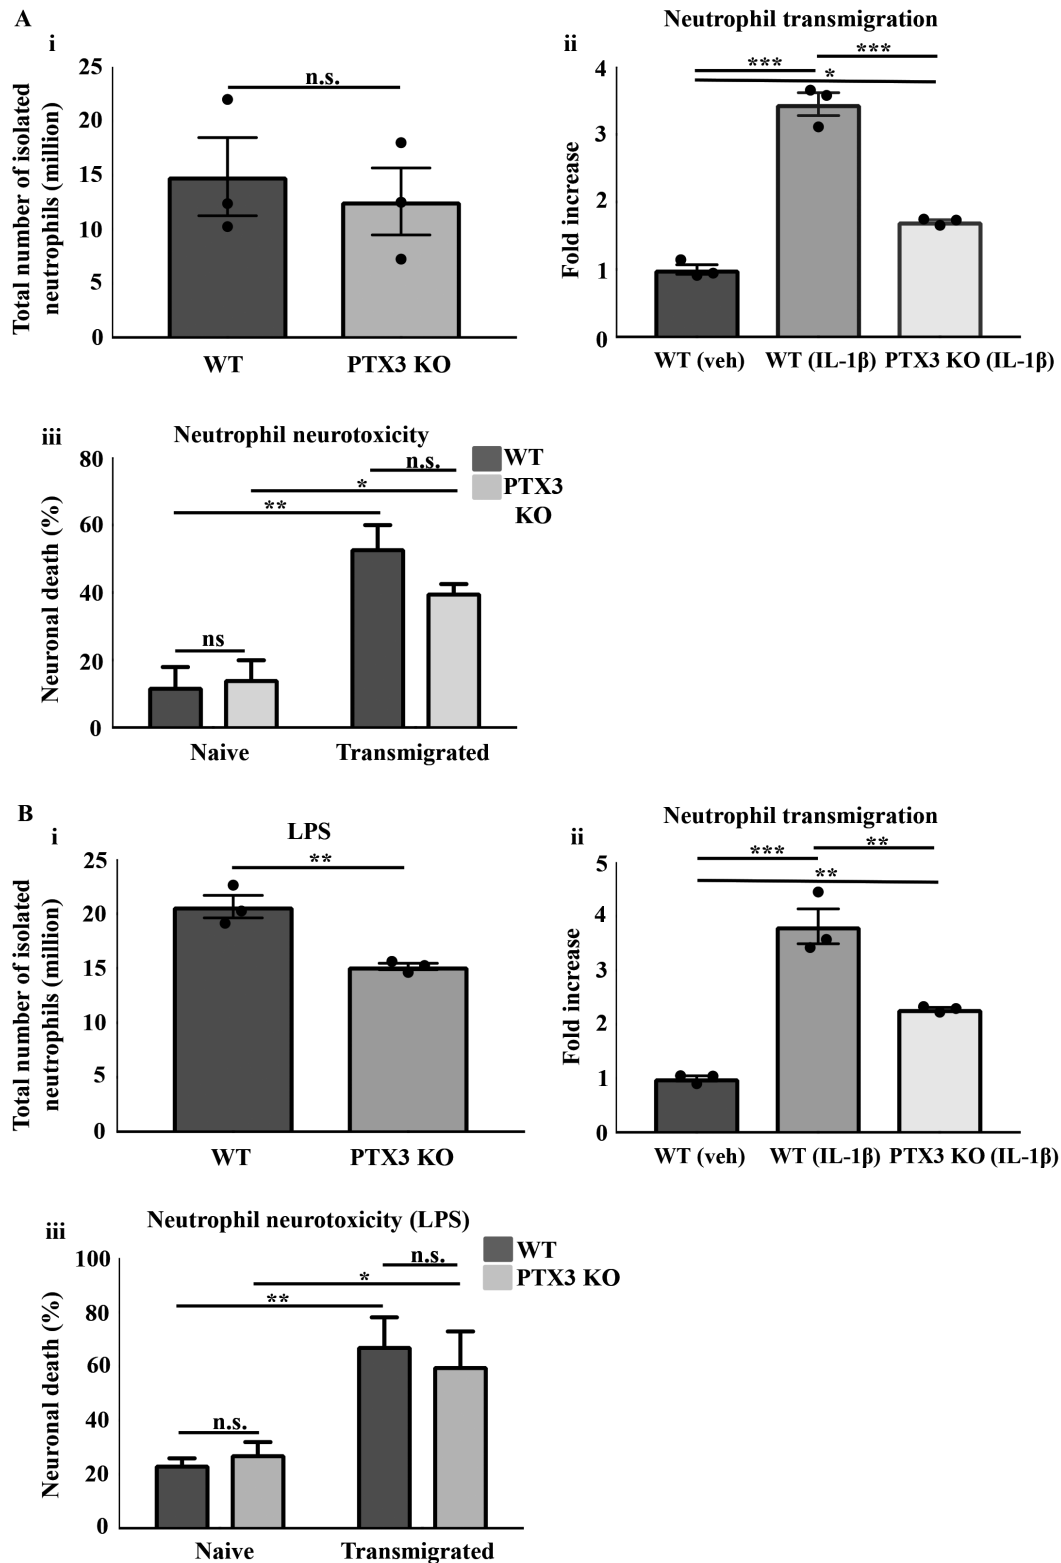 A
i
Total number of isolated
neutrophils (million)
25
20
15
10
5
0
n.s.
WT
PTX3 KO
ii
Neutrophil transmigration
Fold increase
4
3
2
1
0
***
***
*
WT (veh)
WT (IL-1β)
PTX3 KO (IL-1β)
iii
Neutrophil neurotoxicity
Neuronal death (%)
80
60
40
20
0
n.s.
*
**
ns
WT
PTX3
KO
Naive
Transmigrated
B
i
LPS
Total number of isolated
neutrophils (million)
25
20
15
10
5
0
**
WT
PTX3 KO
ii
Neutrophil transmigration
Fold increase
5
4
3
2
1
0
***
**
**
WT (veh)
WT (IL-1β)
PTX3 KO (IL-1β)
iii
Neutrophil neurotoxicity (LPS)
Neuronal death (%)
100
80
60
40
20
0
n.s.
*
**
n.s.
WT
PTX3 KO
Naive
Transmigrated